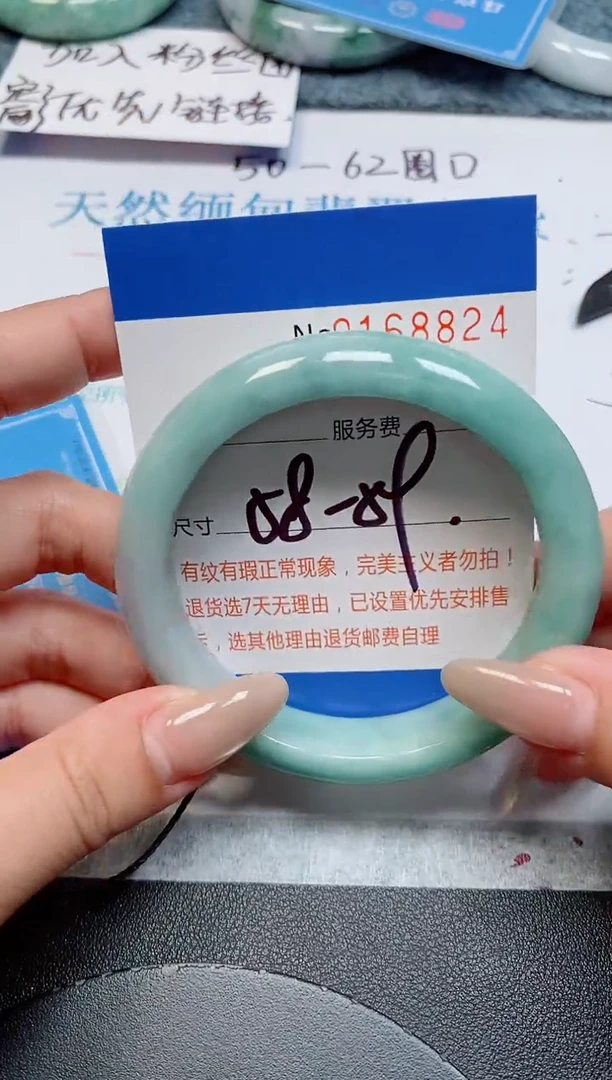 加入粉丝团
优先链接.
50-62圈口
天然缅甸翡翠
No 0168824
服务费
尺寸 58-59.
有纹有瑕正常现象，完美主义者勿拍！
退货选7天无理由，已设置优先安排售
后，选其他理由退货邮费自理